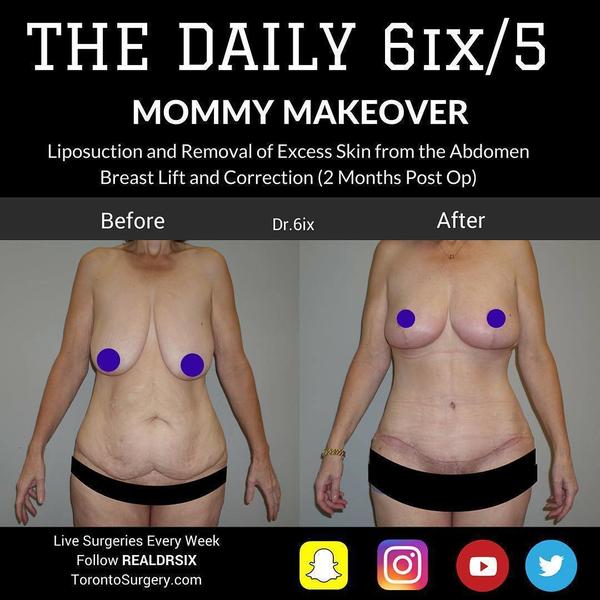 THE DAILY 6IX/5
MOMMY MAKEOVER
Liposuction and Removal of Excess Skin from the Abdomen
Breast Lift and Correction (2 Months Post Op)
Before
Dr.6ix
After
Live Surgeries Every Week
Follow REALDRSIX
TorontoSurgery.com